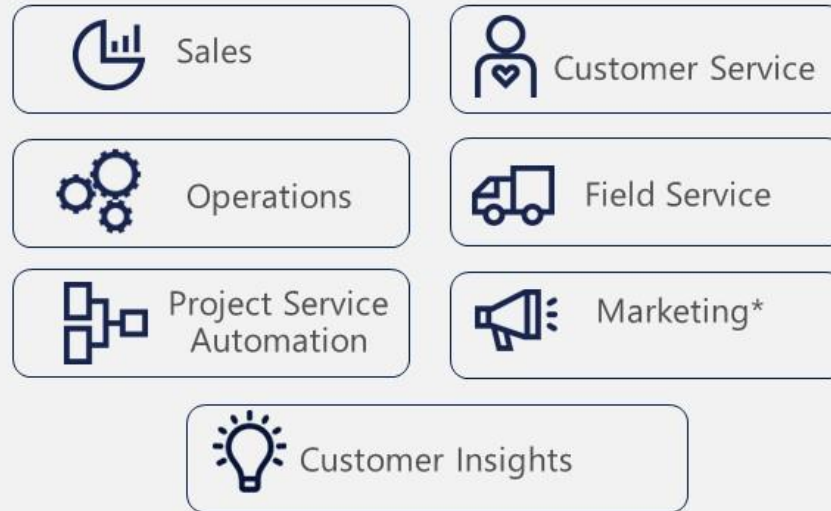 Sales
Customer Service
Operations
Field Service
Project Service
Automation
Marketing*
Customer Insights